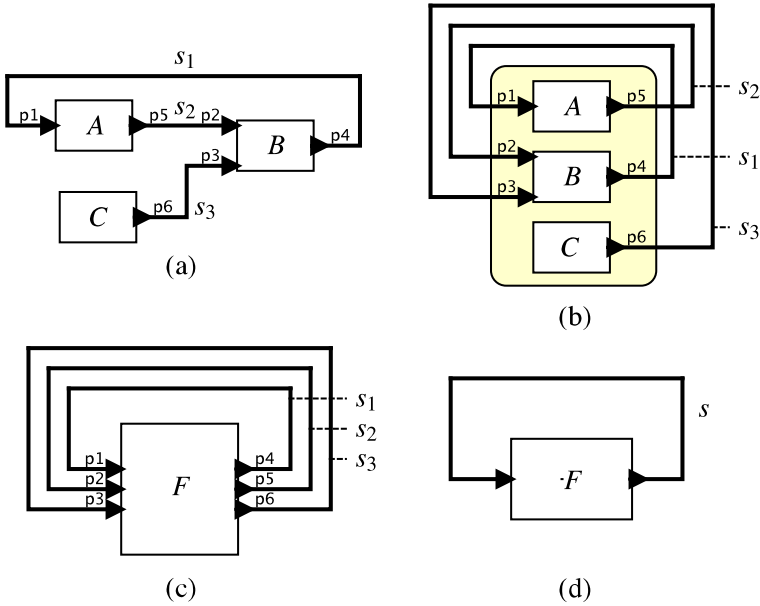 s1
p1 A p5 s2 p2 B p4
p3
C p6 s3
(a)
p1 A p5 s2
p2 B p4 s1
p3
C p6 s3
(b)
s1
s2
s3
p1 F p4
p2 p5
p3 p6
(c)
s
F
(d)